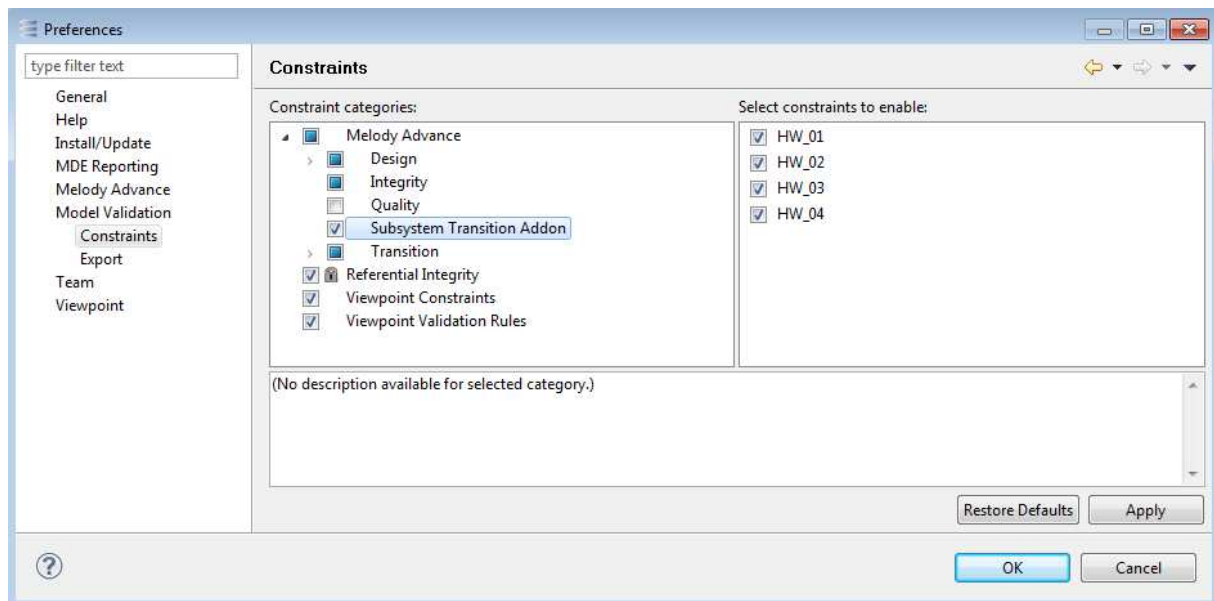 Preferences
type filter text
General
Help
Install/Update
MDE Reporting
Melody Advance
Model Validation
Constraints
Export
Team
Viewpoint
Constraints
Constraint categories:
Melody Advance
Design
Integrity
Quality
Subsystem Transition Addon
Transition
Referential Integrity
Viewpoint Constraints
Viewpoint Validation Rules
Select constraints to enable:
HW_01
HW_02
HW_03
HW_04
(No description available for selected category.)
Restore Defaults
Apply
?
OK
Cancel